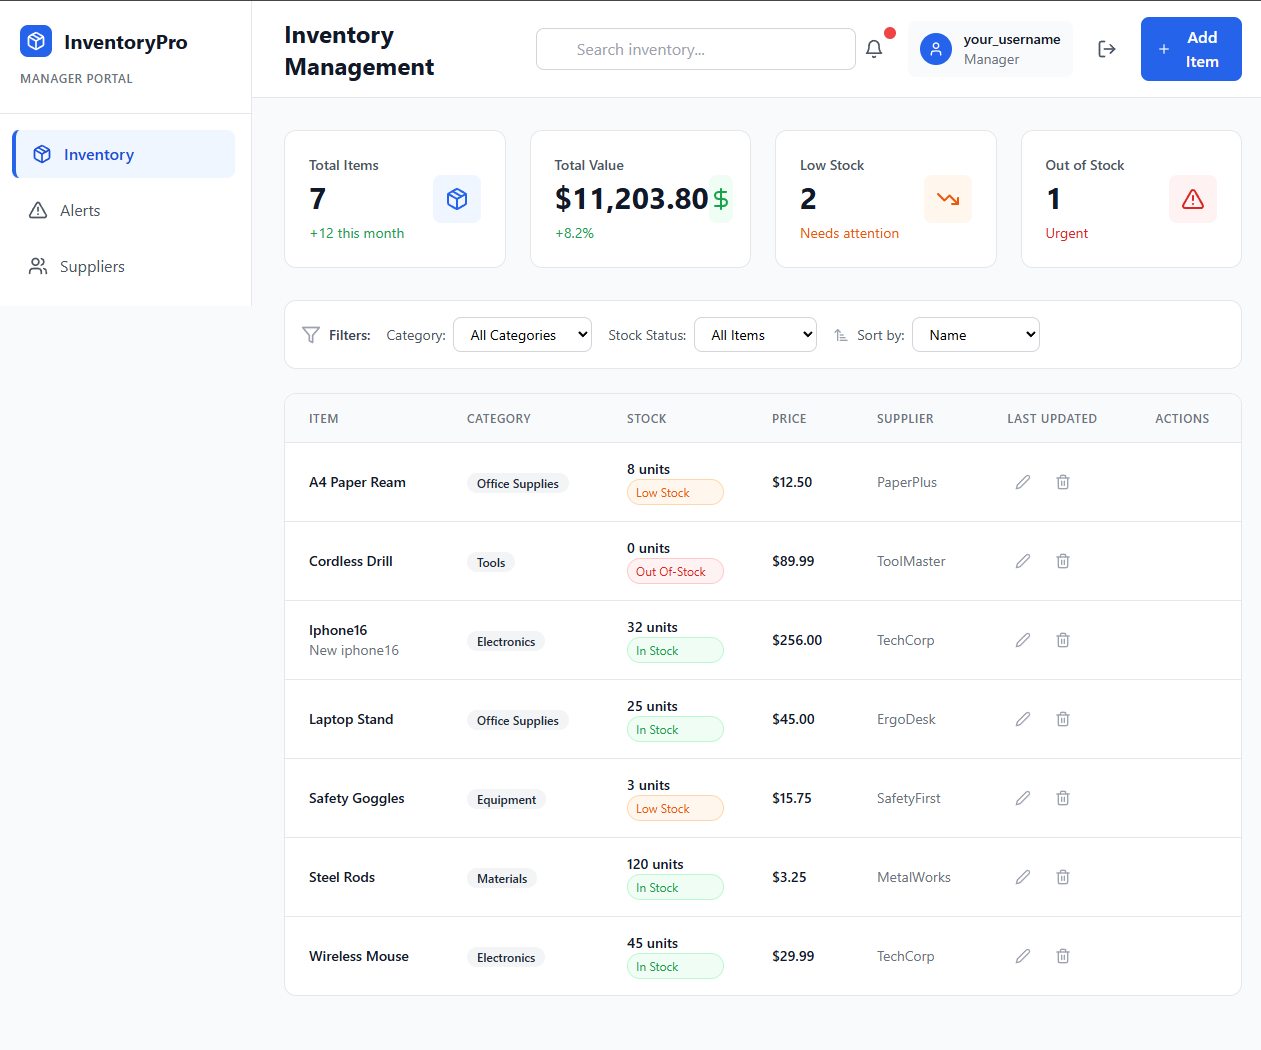 InventoryPro
MANAGER PORTAL
Inventory
Alerts
Suppliers
Inventory
Management
Search inventory...
your_username
Manager
Add
Item
Total Items
7
+12 this month
Total Value
$11,203.80
+8.2%
Low Stock
2
Needs attention
Out of Stock
1
Urgent
Filters: Category: All Categories Stock Status: All Items Sort by: Name
ITEM CATEGORY STOCK PRICE SUPPLIER LAST UPDATED ACTIONS
A4 Paper Ream Office Supplies 8 units Low Stock $12.50 PaperPlus
Cordless Drill Tools 0 units Out Of-Stock $89.99 ToolMaster
Iphone16 New iphone16 Electronics 32 units In Stock $256.00 TechCorp
Laptop Stand Office Supplies 25 units In Stock $45.00 ErgoDesk
Safety Goggles Equipment 3 units Low Stock $15.75 SafetyFirst
Steel Rods Materials 120 units In Stock $3.25 MetalWorks
Wireless Mouse Electronics 45 units In Stock $29.99 TechCorp